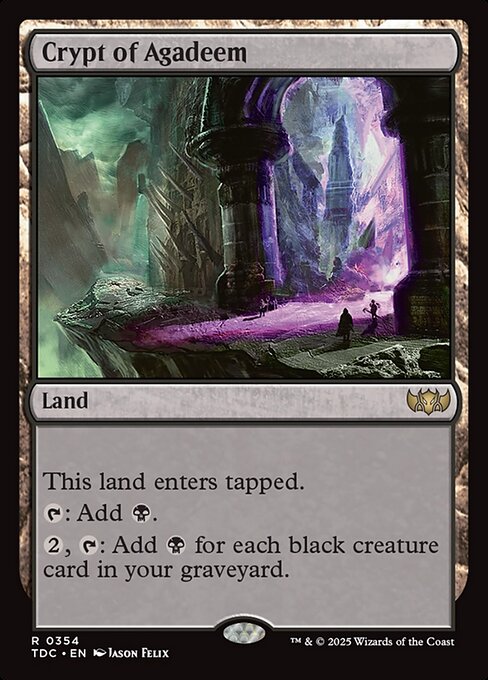 Crypt of Agadeem
Land
This land enters tapped.
: Add .
2, : Add for each black creature
card in your graveyard.
R 0354
TDC • EN Jason Felix
™ & © 2025 Wizards of the Coast